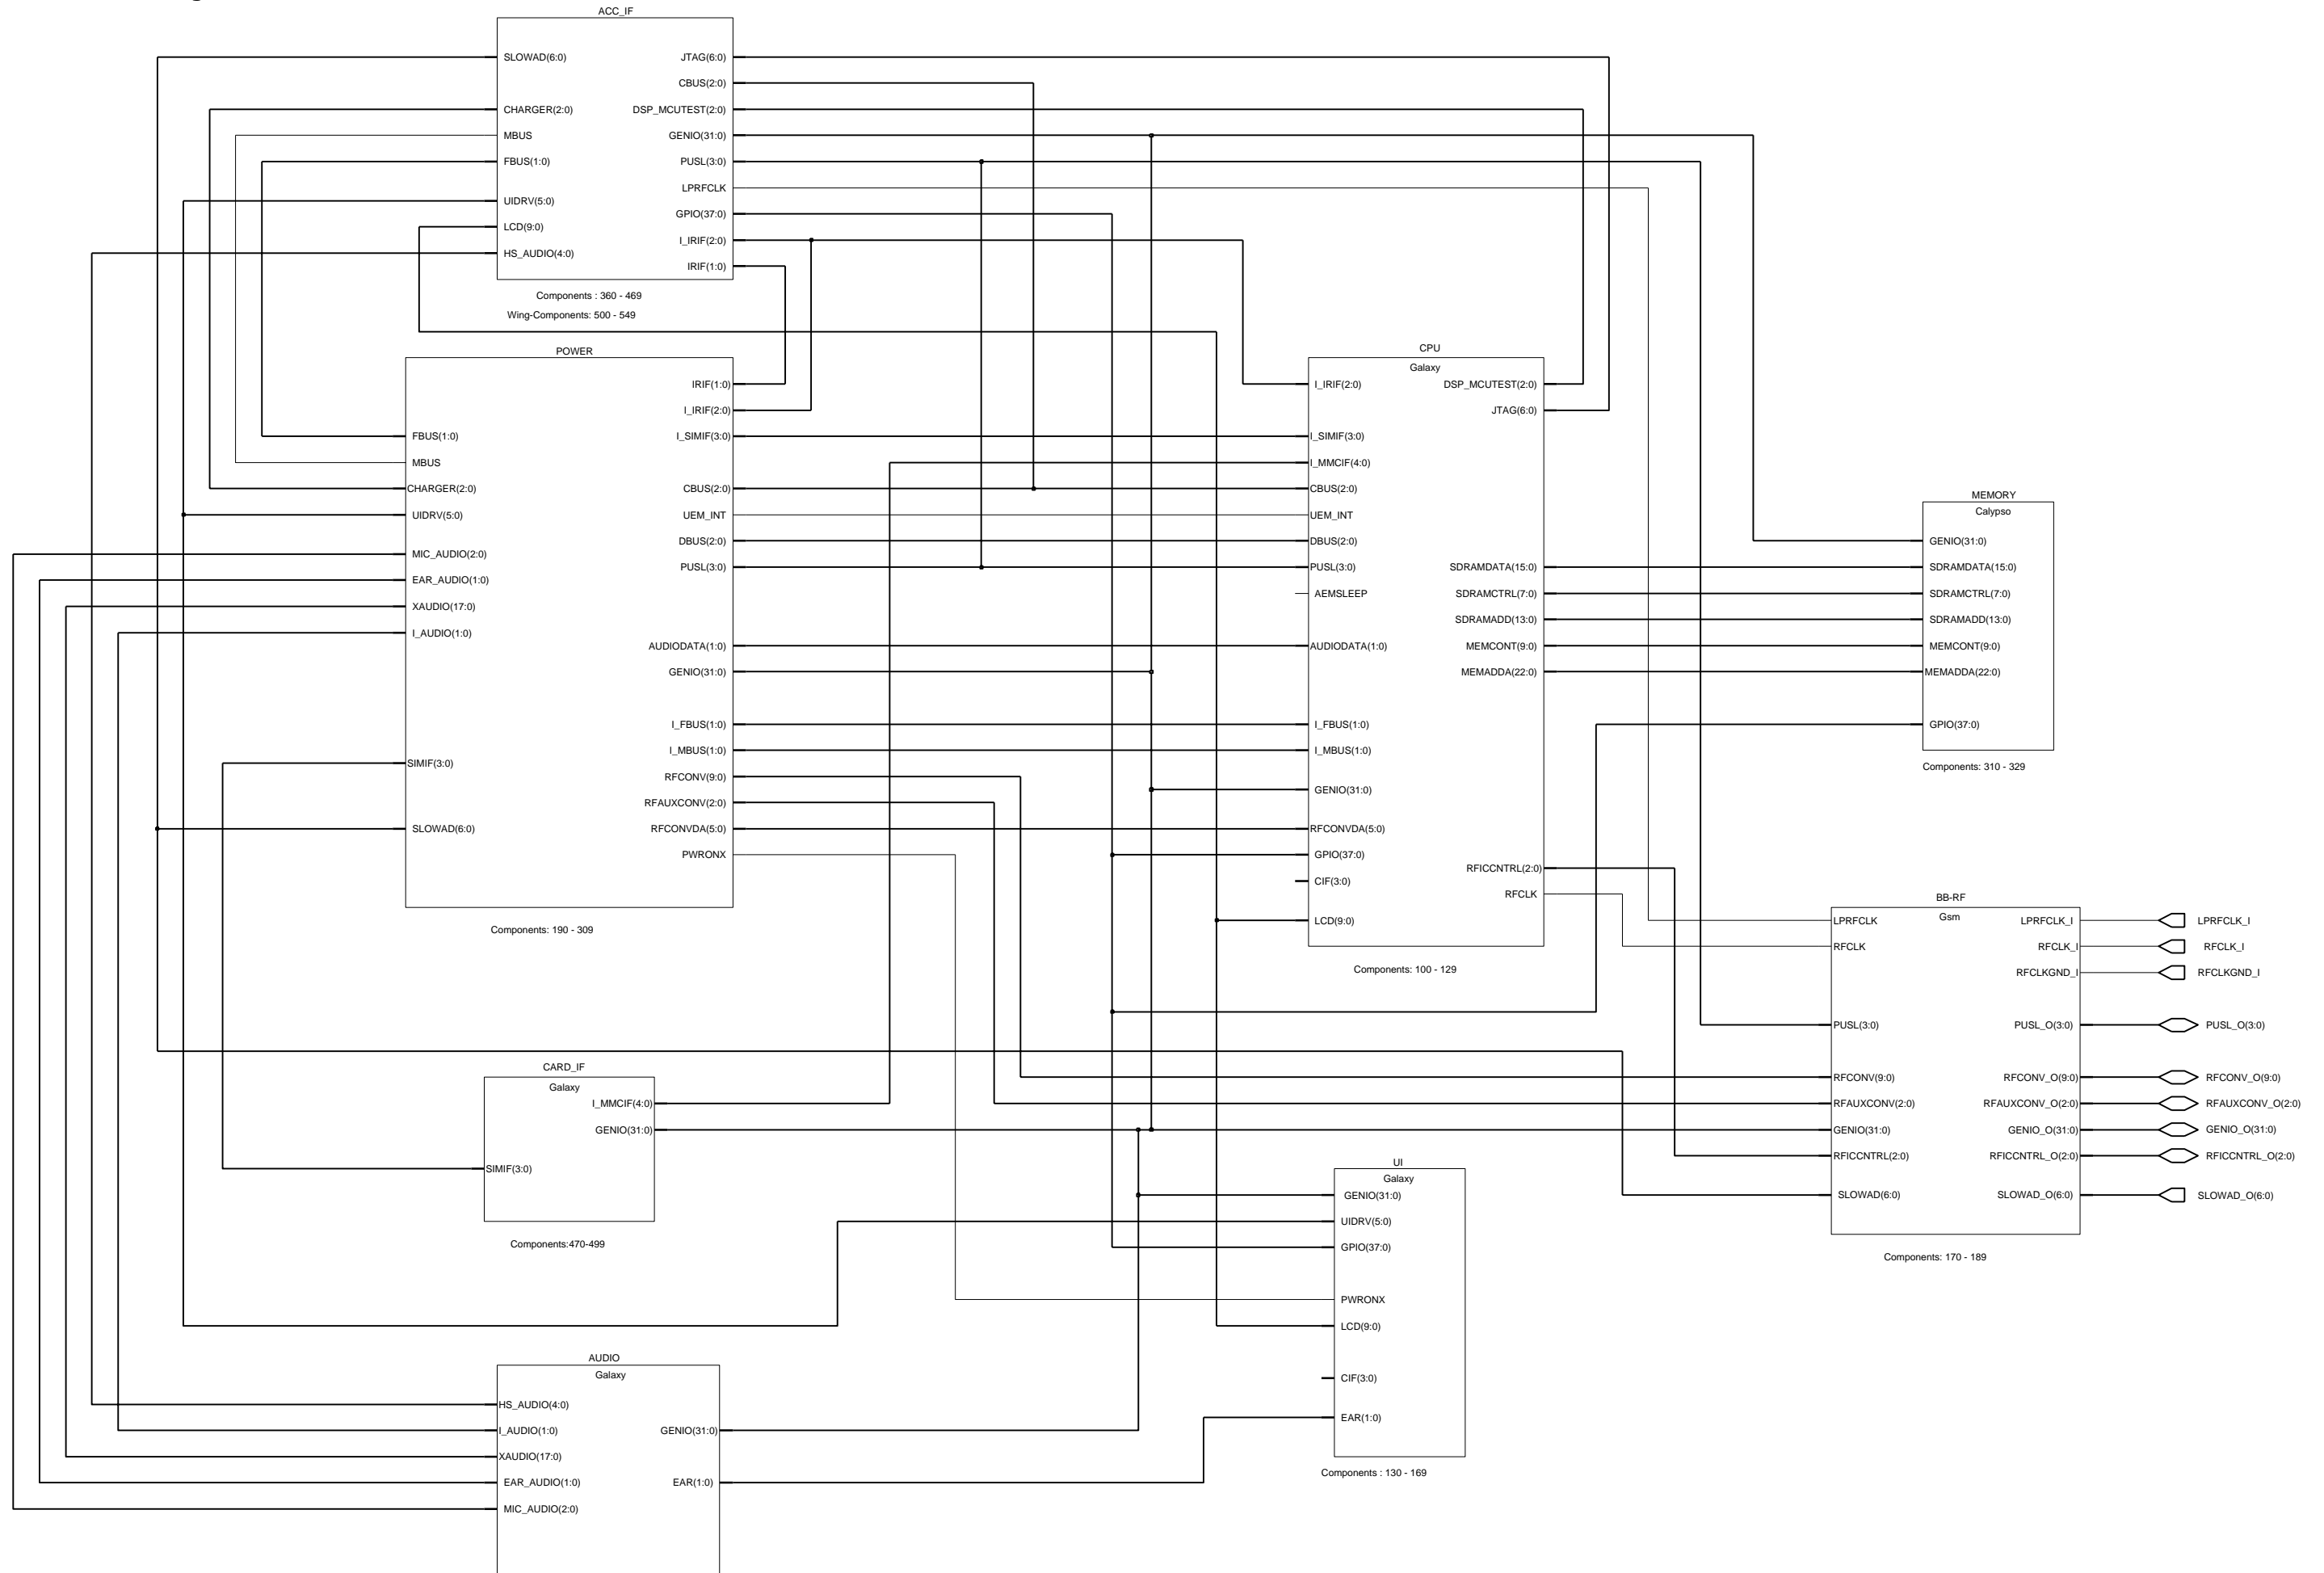 ACC_IF
SLOWAD(6:0)
CHARGER(2:0)
MBUS
FBUS(1:0)
UIDRV(5:0)
LCD(9:0)
HS_AUDIO(4:0)
JTAG(6:0)
CBUS(2:0)
DSP_MCUTEST(2:0)
GENIO(31:0)
PUSL(3:0)
LPRFCLK
GPIO(37:0)
I_IRIF(2:0)
IRIF(1:0)
Components : 360 - 469
Wing-Components: 500 - 549
POWER
FBUS(1:0)
MBUS
CHARGER(2:0)
UIDRV(5:0)
MIC_AUDIO(2:0)
EAR_AUDIO(1:0)
XAUDIO(17:0)
I_AUDIO(1:0)
SIMIF(3:0)
SLOWAD(6:0)
IRIF(1:0)
I_IRIF(2:0)
I_SIMIF(3:0)
CBUS(2:0)
UEM_INT
DBUS(2:0)
PUSL(3:0)
AUDIODATA(1:0)
GENIO(31:0)
I_FBUS(1:0)
I_MBUS(1:0)
RFCONV(9:0)
RFAUXCONV(2:0)
RFCONVDA(5:0)
PWRONX
Components: 190 - 309
CPU
Galaxy
I_IRIF(2:0)
I_SIMIF(3:0)
I_MMCIF(4:0)
CBUS(2:0)
UEM_INT
DBUS(2:0)
PUSL(3:0)
AEMSLEEP
AUDIODATA(1:0)
I_FBUS(1:0)
I_MBUS(1:0)
GENIO(31:0)
RFCONVDA(5:0)
GPIO(37:0)
CIF(3:0)
LCD(9:0)
DSP_MCUTEST(2:0)
JTAG(6:0)
SDRAMDATA(15:0)
SDRAMCTRL(7:0)
SDRAMADD(13:0)
MEMCONT(9:0)
MEMADDA(22:0)
RFICCNTRL(2:0)
RFCLK
Components: 100 - 129
MEMORY
Calypso
GENIO(31:0)
SDRAMDATA(15:0)
SDRAMCTRL(7:0)
SDRAMADD(13:0)
MEMCONT(9:0)
MEMADDA(22:0)
GPIO(37:0)
Components: 310 - 329
BB-RF
Gsm
LPRFCLK
RFCLK
PUSL(3:0)
RFCONV(9:0)
RFAUXCONV(2:0)
GENIO(31:0)
RFICCNTRL(2:0)
SLOWAD(6:0)
LPRFCLK_I
RFCLK_I
RFCLKGND_I
PUSL_O(3:0)
RFCONV_O(9:0)
RFAUXCONV_O(2:0)
GENIO_O(31:0)
RFICCNTRL_O(2:0)
SLOWAD_O(6:0)
LPRFCLK_I
RFCLK_I
RFCLKGND_I
PUSL_O(3:0)
RFCONV_O(9:0)
RFAUXCONV_O(2:0)
GENIO_O(31:0)
RFICCNTRL_O(2:0)
SLOWAD_O(6:0)
Components: 170 - 189
CARD_IF
Galaxy
I_MMCIF(4:0)
GENIO(31:0)
SIMIF(3:0)
Components:470-499
UI
Galaxy
GENIO(31:0)
UIDRV(5:0)
GPIO(37:0)
PWRONX
LCD(9:0)
CIF(3:0)
EAR(1:0)
Components : 130 - 169
AUDIO
Galaxy
HS_AUDIO(4:0)
I_AUDIO(1:0)
XAUDIO(17:0)
EAR_AUDIO(1:0)
MIC_AUDIO(2:0)
GENIO(31:0)
EAR(1:0)